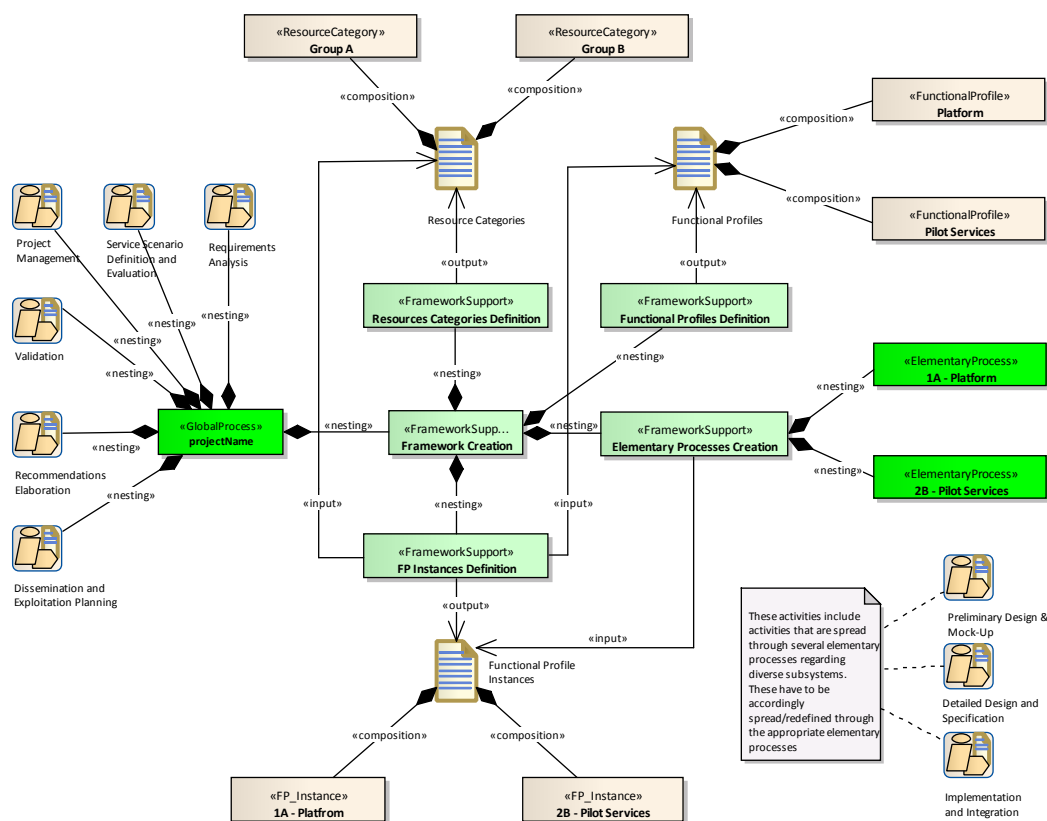 «ResourceCategory»
Group A
«ResourceCategory»
Group B
«composition»
«composition»
«FunctionalProfile»
Platform
«composition»
«composition»
«FunctionalProfile»
Pilot Services
Resource Categories
Functional Profiles
Project
Management
Service Scenario
Definition and
Evaluation
Requirements
Analysis
«output»
«output»
«FrameworkSupport»
Resources Categories Definition
«FrameworkSupport»
Functional Profiles Definition
«nesting»
«nesting»
«nesting»
Validation
«nesting»
«nesting»
«nesting»
«ElementaryProcess»
1A - Platform
«nesting»
«GlobalProcess»
projectName
«nesting»
«FrameworkSupp...
Framework Creation
«nesting»
«FrameworkSupport»
Elementary Processes Creation
«nesting»
«nesting»
«ElementaryProcess»
2B - Pilot Services
Recommendations
Elaboration
«nesting»
«nesting»
«input»
«input»
«FrameworkSupport»
FP Instances Definition
Dissemination and
Exploitation Planning
«output»
«input»
Functional Profile
Instances
These activities include
activities that are spread
through several elementary
processes regarding
diverse subsystems.
These have to be
accordingly
spread/redefined through
the appropriate elementary
processes
Preliminary Design &
Mock-Up
Detailed Design and
Specification
Implementation
and Integration
«composition»
«composition»
«FP_Instance»
1A - Platfrom
«FP_Instance»
2B - Pilot Services